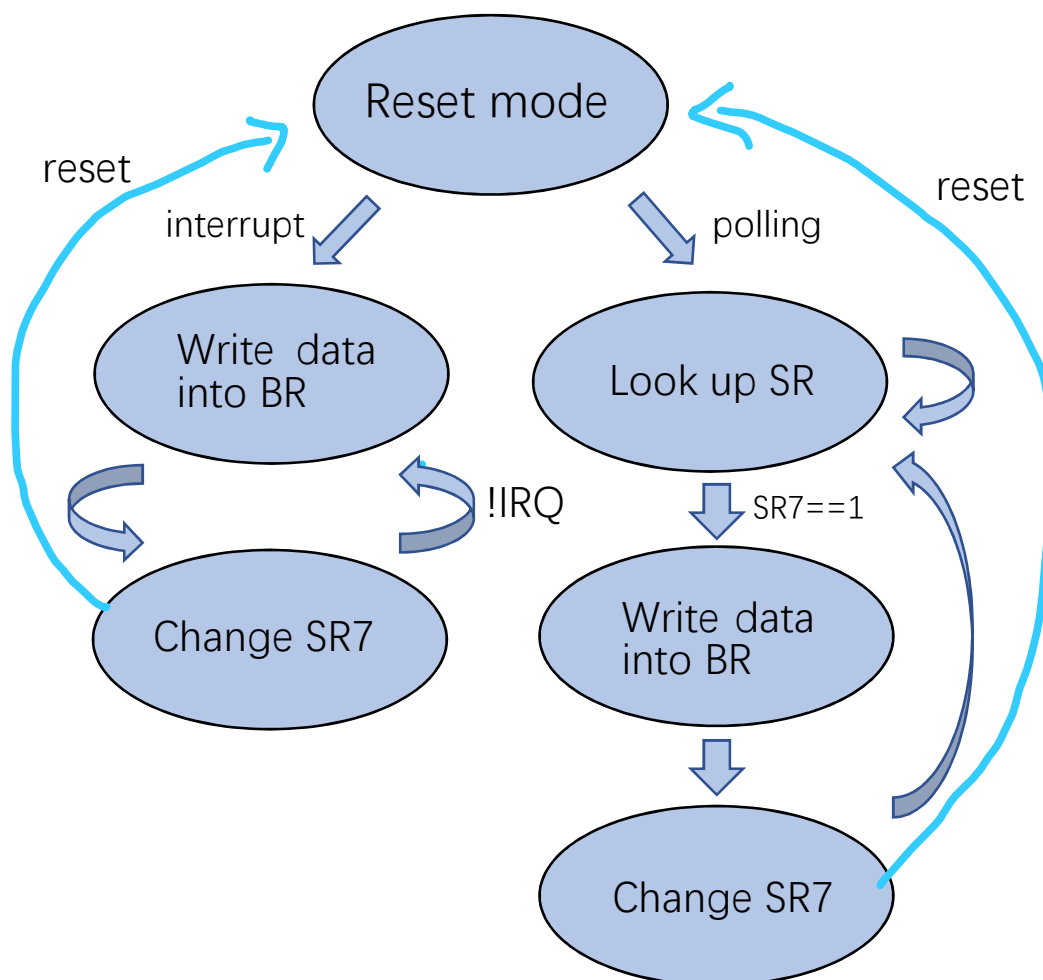 Reset mode
reset
reset
interrupt
polling
Write data
into BR
Look up SR
!IRQ
SR7==1
Change SR7
Write data
into BR
Change SR7